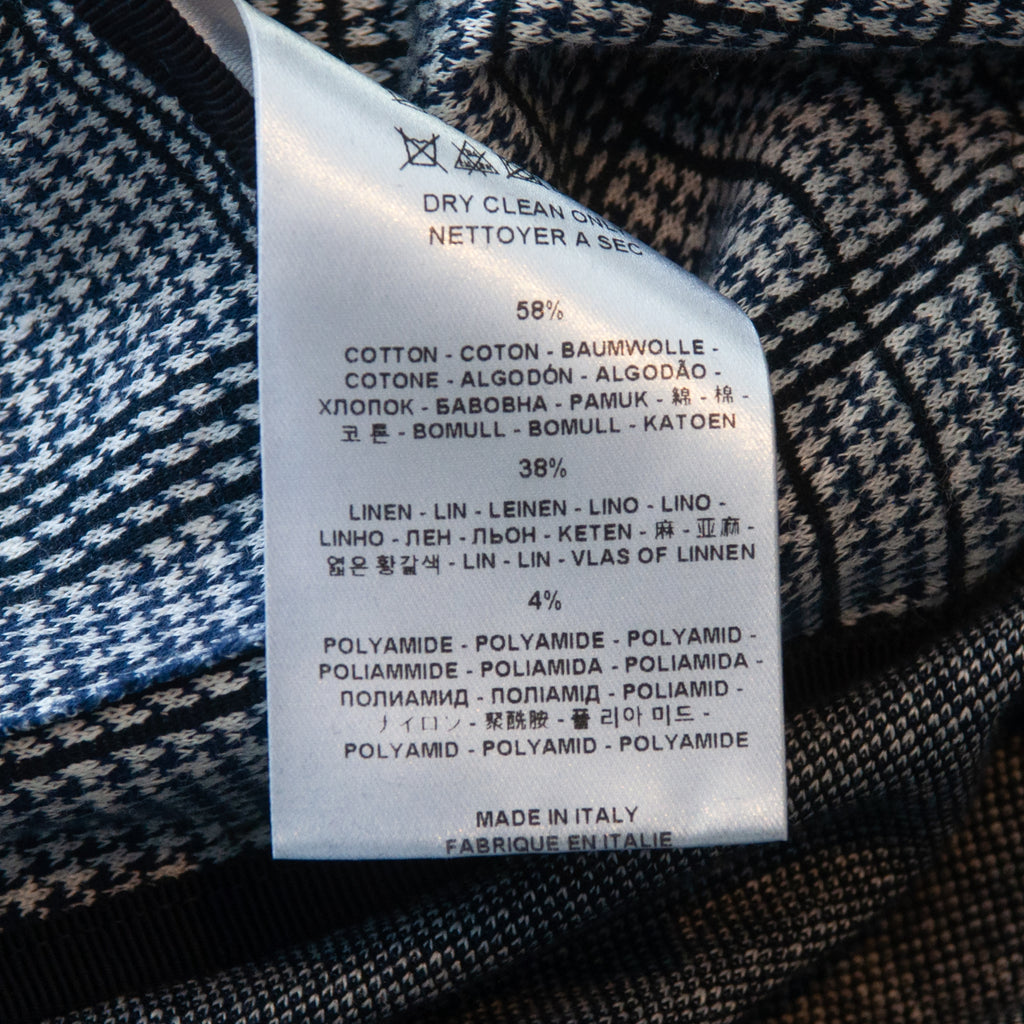 DRY CLEAN ONL
NETTOYER A SEC
58%
COTTON - COTON - BAUMWOLLE -
COTONE - ALGODÓN - ALGODÃO -
ХЛОПОК - БАВОВНА - PAMUK - 綿 - 棉 -
코 튼 - BOMULL - BOMULL - KATOEN
38%
LINEN - LIN - LEINEN - LINO - LINO -
LINHO - ЛЕН - ЛЬОН - KETEN - 麻 - 亚麻 -
엷은 황갈색 - LIN - LIN - VLAS OF LINNEN
4%
POLYAMIDE - POLYAMIDE - POLYAMID -
POLIAMMIDE - POLIAMIDA - POLIAMIDA -
ПОЛИАМИД - ПОЛІАМІД - POLIAMID -
ナイロン - 聚酰胺 - 폴 리아 미드 -
POLYAMID - POLYAMID - POLYAMIDE
MADE IN ITALY
FABRIQUE EN ITALIE